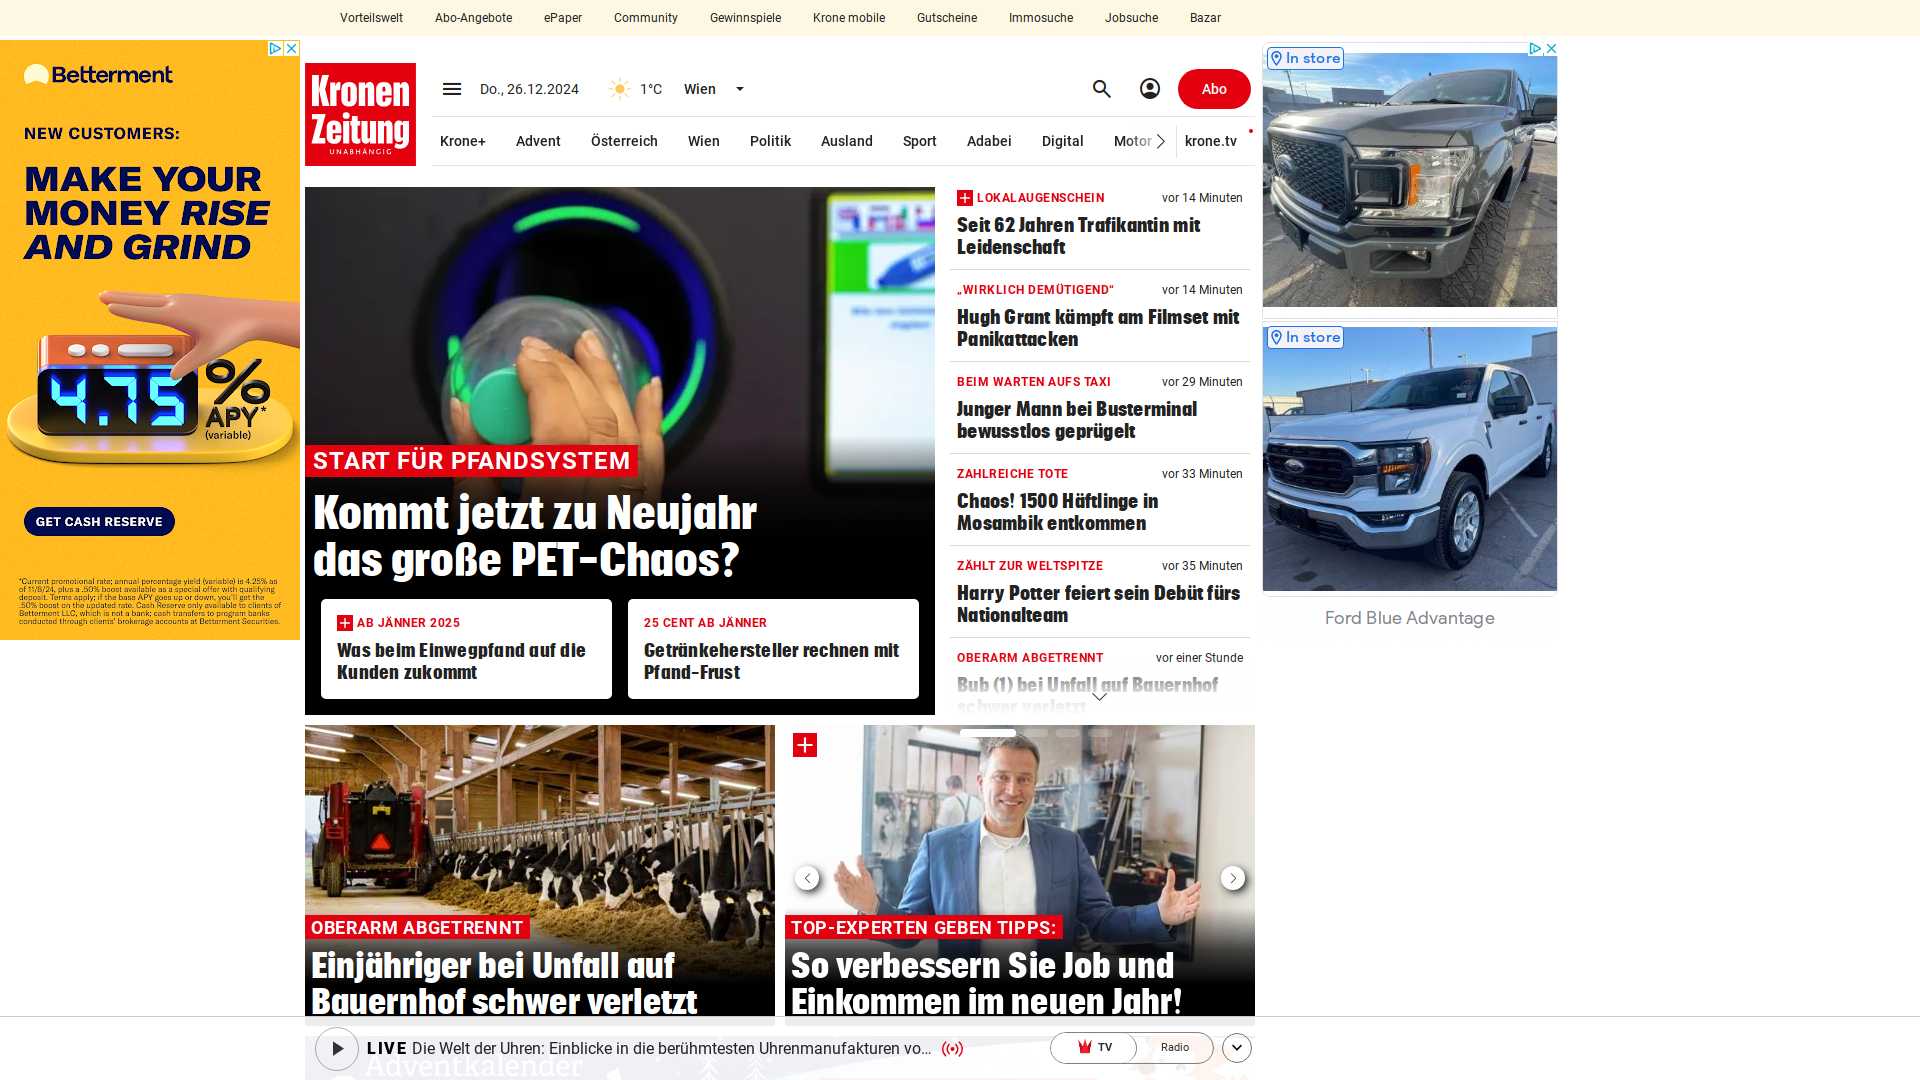 Vorteilswelt
Abo-Angebote
ePaper
Community
Gewinnspiele
Krone mobile
Gutscheine
Immosuche
Jobsuche
Bazar
Betterment
NEW CUSTOMERS:
MAKE YOUR
MONEY RISE
AND GRIND
4.75
%
APY*
(variable)
GET CASH RESERVE
*Current promotional rate; annual percentage yield (variable) is 4.25% as
of 11/8/24, plus a .50% boost available as a special offer with qualifying
deposit. Terms apply; if the base APY goes up or down, you'll get the
.50% boost on the updated rate. Cash Reserve only available to clients of
Betterment LLC, which is not a bank; cash transfers to program banks
conducted through clients' brokerage accounts at Betterment Securities.
Kronen
Zeitung
UNABHÄNGIG
Do., 26.12.2024
1°C
Wien
Abo
Krone+
Advent
Österreich
Wien
Politik
Ausland
Sport
Adabei
Digital
Motor
krone.tv
START FÜR PFANDSYSTEM
Kommt jetzt zu Neujahr
das große PET-Chaos?
AB JÄNNER 2025
Was beim Einwegpfand auf die
Kunden zukommt
25 CENT AB JÄNNER
Getränkehersteller rechnen mit
Pfand-Frust
LOKALAUGENSCHEIN
vor 14 Minuten
Seit 62 Jahren Trafikantin mit
Leidenschaft
„WIRKLICH DEMÜTIGEND“
vor 14 Minuten
Hugh Grant kämpft am Filmset mit
Panikattacken
BEIM WARTEN AUFS TAXI
vor 29 Minuten
Junger Mann bei Busterminal
bewusstlos geprügelt
ZAHLREICHE TOTE
vor 33 Minuten
Chaos! 1500 Häftlinge in
Mosambik entkommen
ZÄHLT ZUR WELTSPITZE
vor 35 Minuten
Harry Potter feiert sein Debüt fürs
Nationalteam
OBERARM ABGETRENNT
vor einer Stunde
Bub (1) bei Unfall auf Bauernhof
schwer verletzt
In store
In store
Ford Blue Advantage
OBERARM ABGETRENNT
Einjähriger bei Unfall auf
Bauernhof schwer verletzt
TOP-EXPERTEN GEBEN TIPPS:
So verbessern Sie Job und
Einkommen im neuen Jahr!
LIVE Die Welt der Uhren: Einblicke in die berühmtesten Uhrenmanufakturen vo…
TV
Radio
Adventkalender